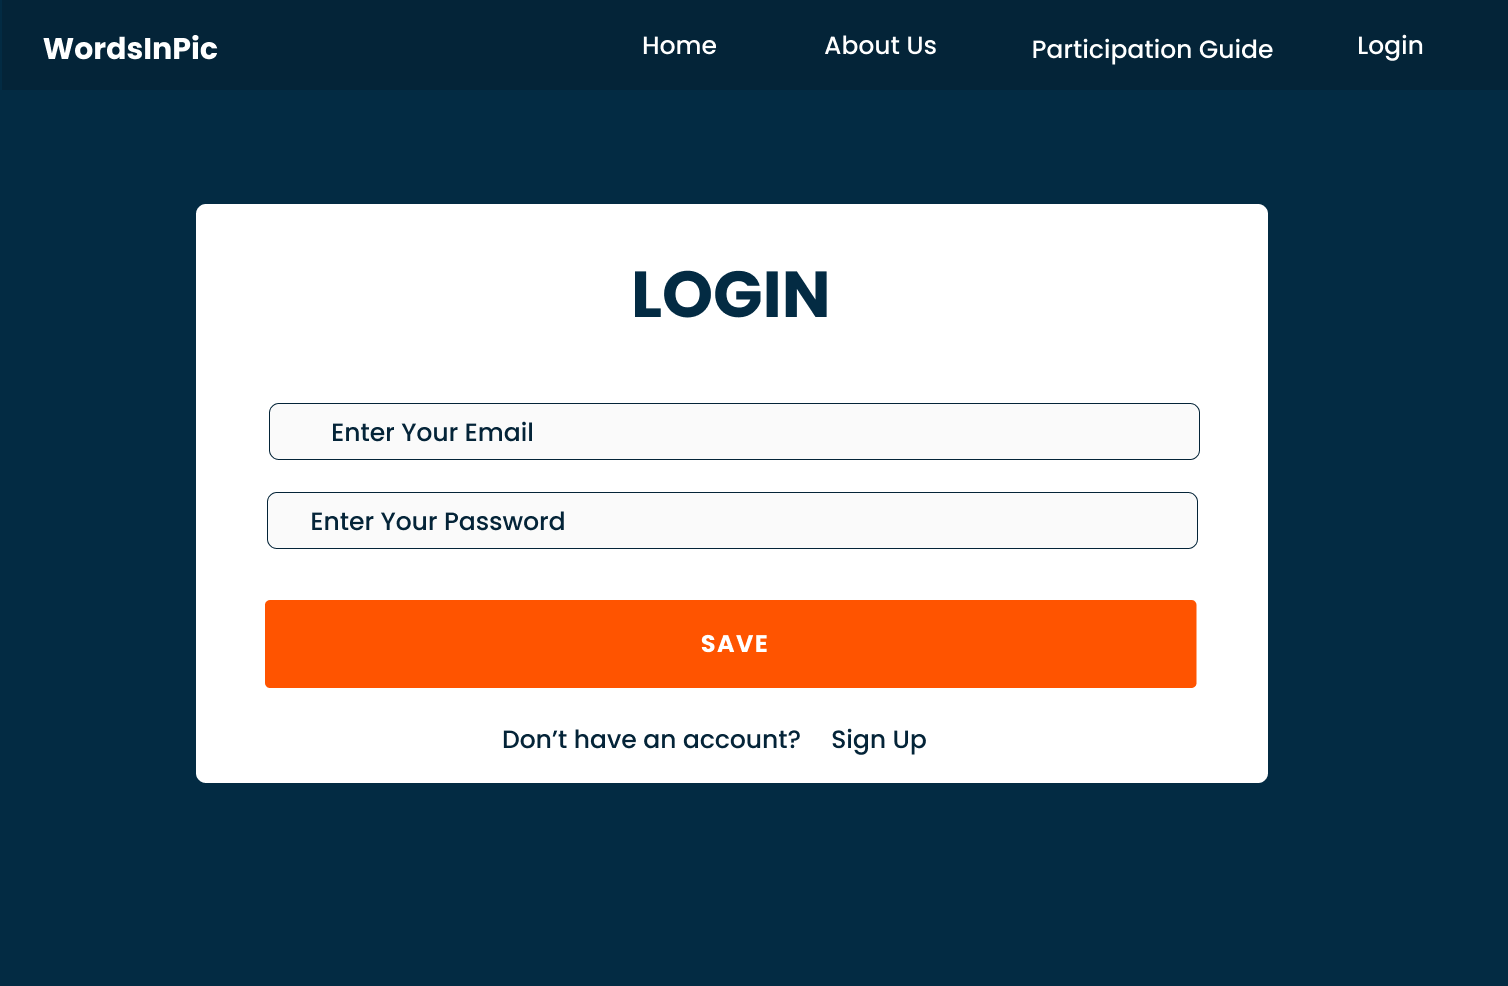 WordsInPic Home About Us Participation Guide Login
LOGIN
Enter Your Email
Enter Your Password
SAVE
Don’t have an account? Sign Up